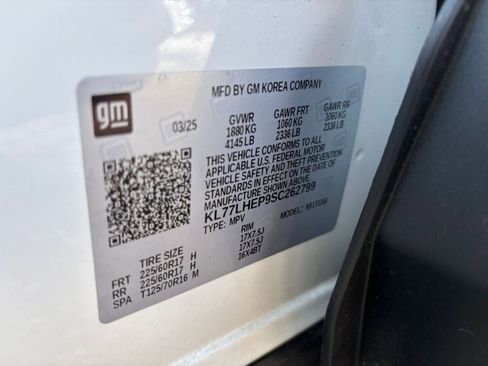 gm
MFD BY GM KOREA COMPANY
03/25 GVWR GAWR FRT GAWR RR
1880 KG 1060 KG 1060 KG
4145 LB 2336 LB 2336 LB
THIS VEHICLE CONFORMS TO ALL
APPLICABLE U.S. FEDERAL MOTOR
VEHICLE SAFETY, BUMPER, AND THEFT PREVENTION
STANDARDS IN EFFECT ON THE DATE OF
MANUFACTURE SHOWN ABOVE.
KL77LHEP9SC262799
TYPE: MPV MODEL:
TIRE SIZE RIM
FRT 225/60R17 H 17X7.5J
RR 225/60R17 H 17X7.5J
SPA T125/70R16 M 16X4BT